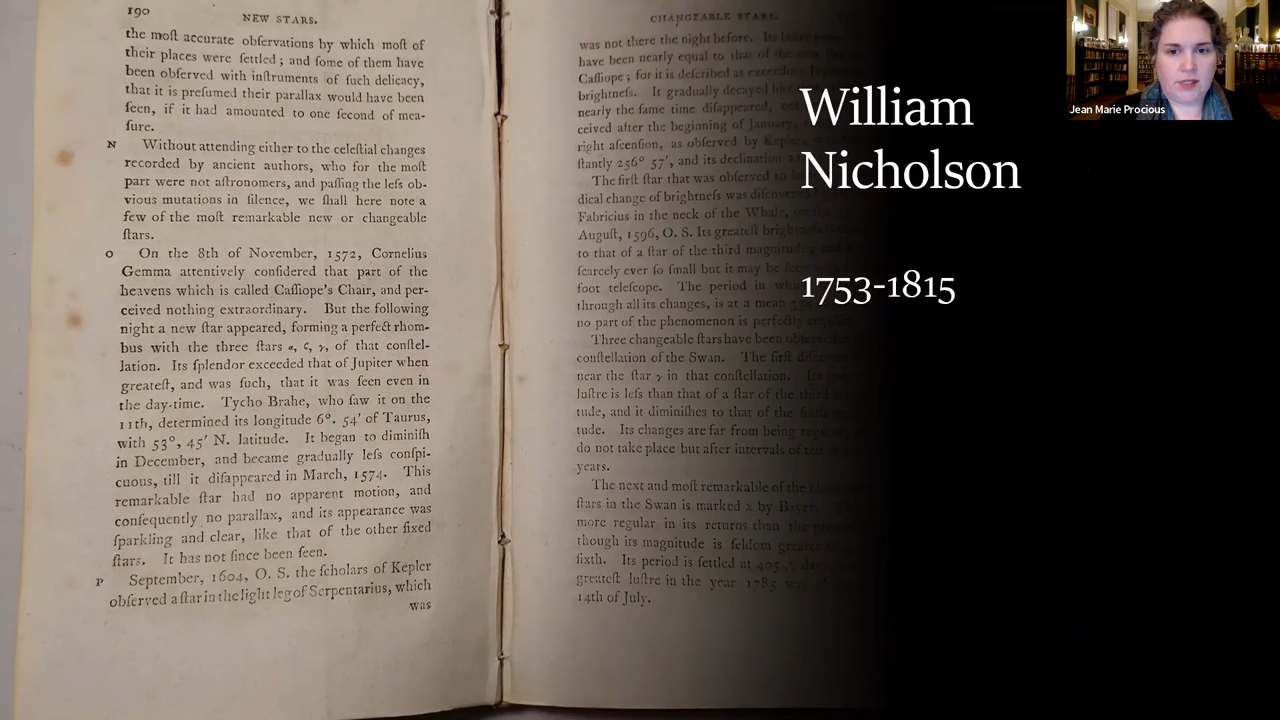 190
NEW STARS.
the moſt accurate obſervations by which moſt of
their places were ſettled; and ſome of them have
been obſerved with inſtruments of ſuch delicacy,
that it is preſumed their parallax would have been
ſeen, if it had amounted to one ſecond of mea-
ſure.
N Without attending either to the celeſtial changes
recorded by ancient authors, who for the moſt
part were not aſtronomers, and paſſing the leſs ob-
vious mutations in ſilence, we ſhall here note a
few of the moſt remarkable new or changeable
ſtars.
O On the 8th of November, 1572, Cornelius
Gemma attentively conſidered that part of the
heavens which is called Caſſiope's Chair, and per-
ceived nothing extraordinary. But the following
night a new ſtar appeared, forming a perfect rhom-
bus with the three ſtars α, ϛ, γ, of that conſtel-
lation. Its ſplendor exceeded that of Jupiter when
greateſt, and was ſuch, that it was ſeen even in
the day-time. Tycho Brahe, who ſaw it on the
11th, determined its longitude 6°. 54′ of Taurus,
with 53°, 45′ N. latitude. It began to diminiſh
in December, and became gradually leſs conſpi-
cuous, till it diſappeared in March, 1574. This
remarkable ſtar had no apparent motion, and
conſequently no parallax, and its appearance was
ſparkling and clear, like that of the other fixed
ſtars. It has not ſince been ſeen.
P September, 1604, O. S. the ſcholars of Kepler
obſerved a ſtar in the light leg of Serpentarius, which
was
CHANGEABLE STARS.
was not there the night before. Its
have been nearly equal to that of the new ſtar
Caſſiope; for it is deſcribed as
brightneſs. It gradually decayed
nearly the ſame time diſappeared,
ceived after the beginning of January,
right aſcenſion, as obſerved by Kepler,
ſtantly 256° 57′, and its declination
The firſt ſtar that was obſerved to
dical change of brightneſs was diſcovered
Fabricius in the neck of the Whale,
Auguſt, 1596, O. S. Its greateſt
to that of a ſtar of the third magnitude
ſcarcely ever ſo ſmall but it may be
foot teleſcope. The period in
through all its changes, is at a mean
no part of the phenomenon is perfectly
Three changeable ſtars have been
conſtellation of the Swan. The firſt
near the ſtar γ in that conſtellation.
luſtre is leſs than that of a ſtar of the third
tude, and it diminiſhes to that of the
tude. Its changes are far from being
do not take place but after intervals of
years.
The next and moſt remarkable of the
ſtars in the Swan is marked χ by Bayer.
more regular in its returns than the
though its magnitude is ſeldom greater
ſixth. Its period is ſettled at 405 days,
greateſt luſtre in the year 1785 was
14th of July.
William
Nicholson
1753-1815
Jean Marie Procious